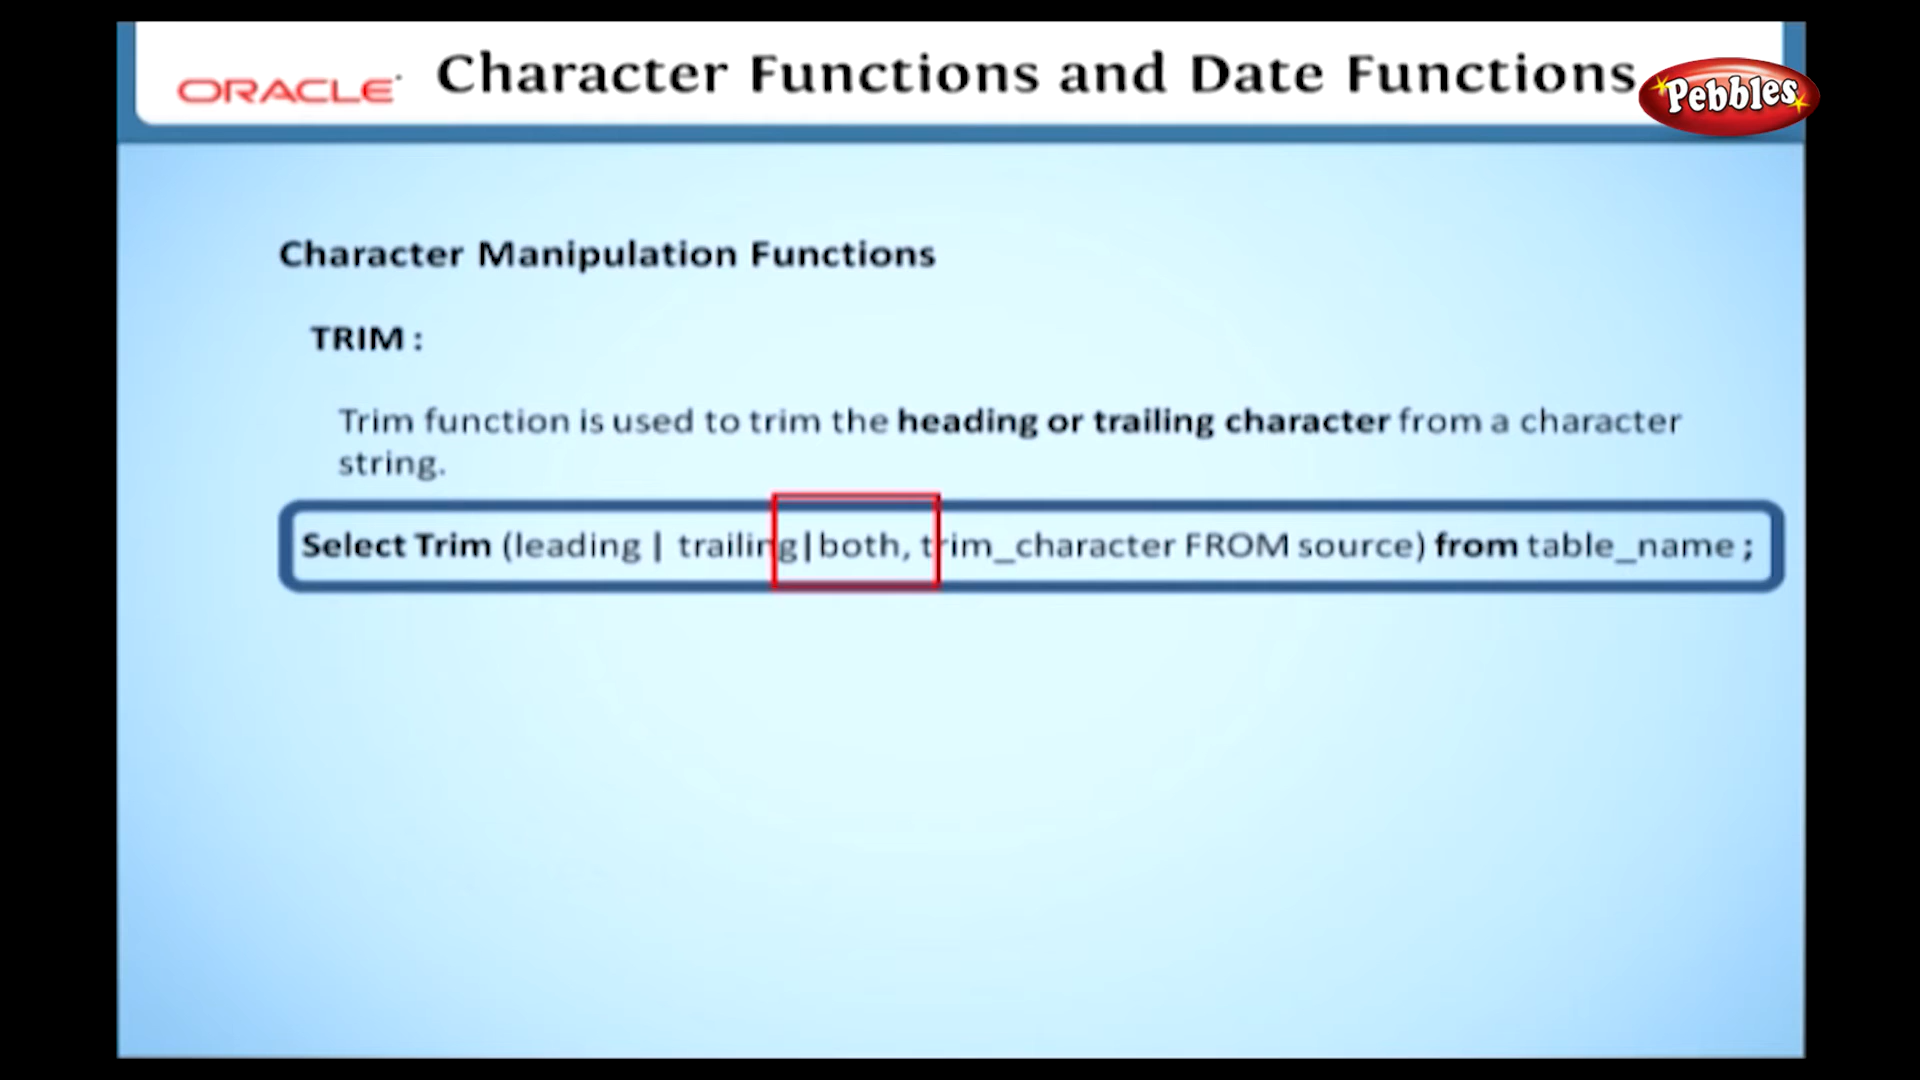 ORACLE
Character Functions and Date Functions
Pebbles
Character Manipulation Functions
TRIM :
Trim function is used to trim the heading or trailing character from a character
string.
Select Trim (leading | trailing|both, trim_character FROM source) from table_name ;